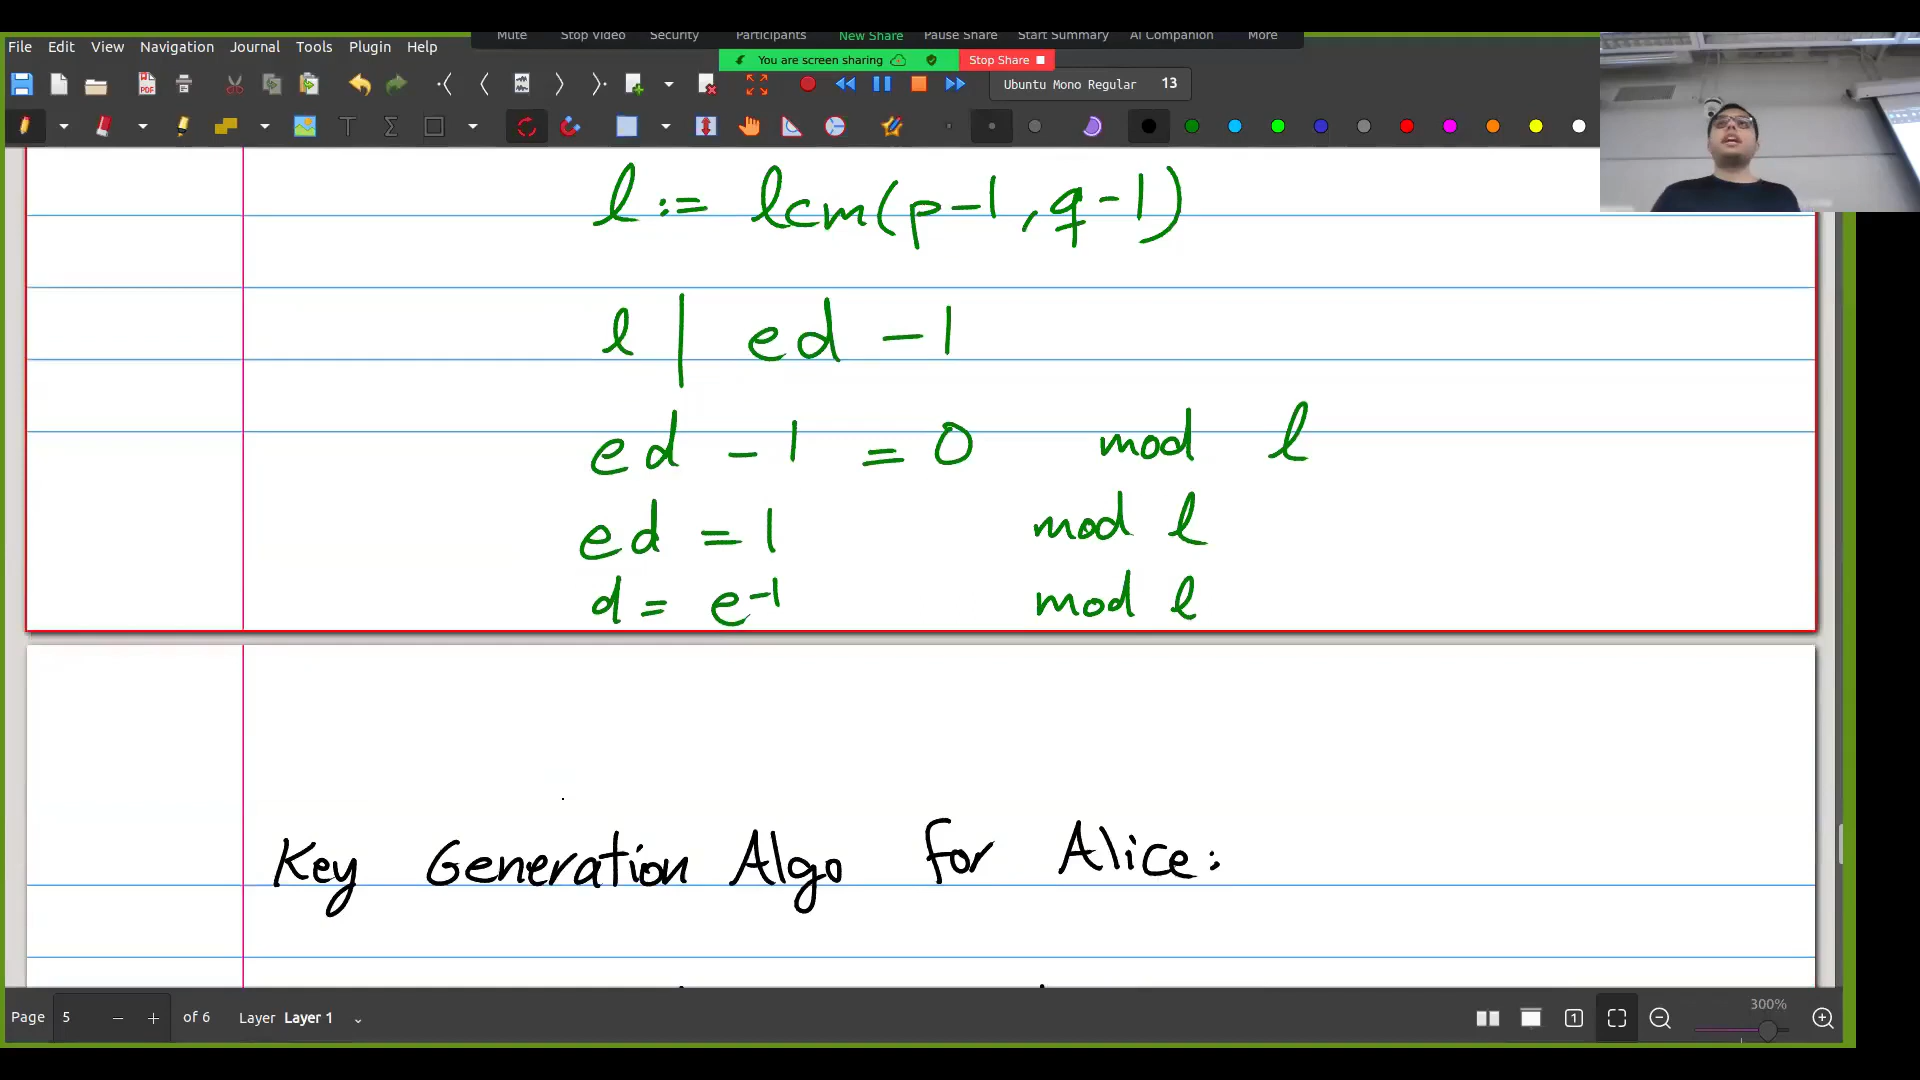 Mute Stop Video Security Participants New Share Pause Share Start Summary AI Companion More
File Edit View Navigation Journal Tools Plugin Help
You are screen sharing Stop Share
Ubuntu Mono Regular 13
l := lcm(p-1, q-1)
l | ed - 1
ed - 1 = 0 mod l
ed = 1 mod l
d = e⁻¹ mod l
Key Generation Algo for Alice:
Page 5 of 6 Layer Layer 1 300%